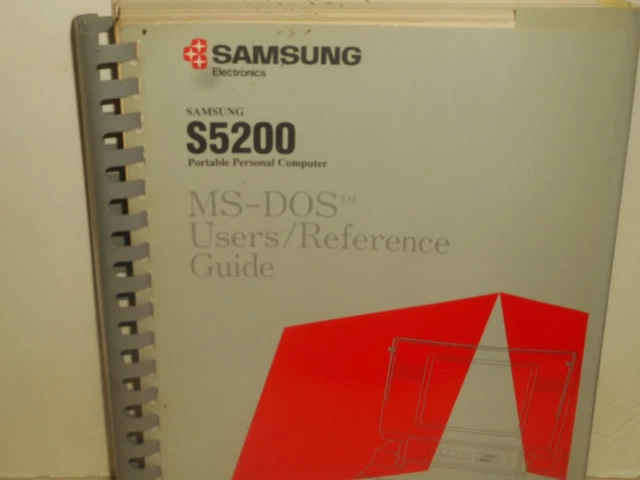 SAMSUNG
Electronics
SAMSUNG
S5200
Portable Personal Computer
MS-DOS™
Users/Reference
Guide